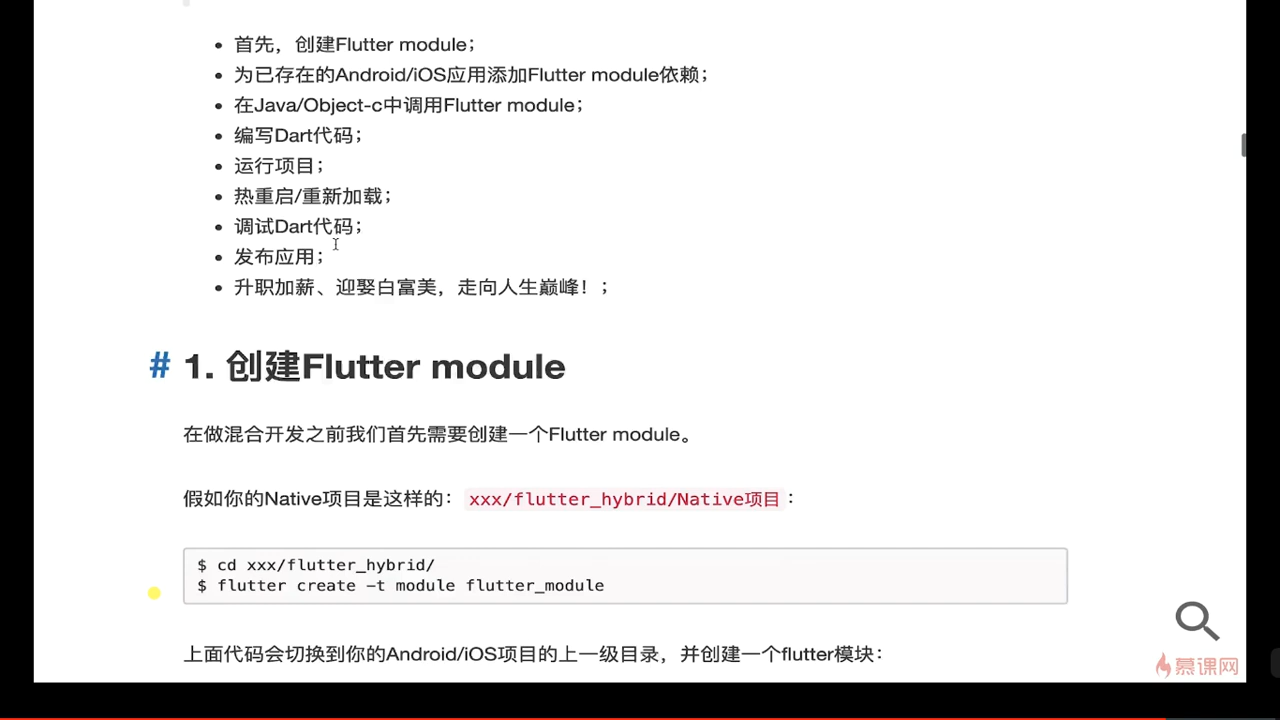 首先，创建Flutter module；
为已存在的Android/iOS应用添加Flutter module依赖；
在Java/Object-c中调用Flutter module；
编写Dart代码；
运行项目；
热重启/重新加载；
调试Dart代码；
发布应用；
升职加薪、迎娶白富美，走向人生巅峰！；
# 1. 创建Flutter module
在做混合开发之前我们首先需要创建一个Flutter module。
假如你的Native项目是这样的：xxx/flutter_hybrid/Native项目：
$ cd xxx/flutter_hybrid/
$ flutter create -t module flutter_module
上面代码会切换到你的Android/iOS项目的上一级目录，并创建一个flutter模块：
慕课网